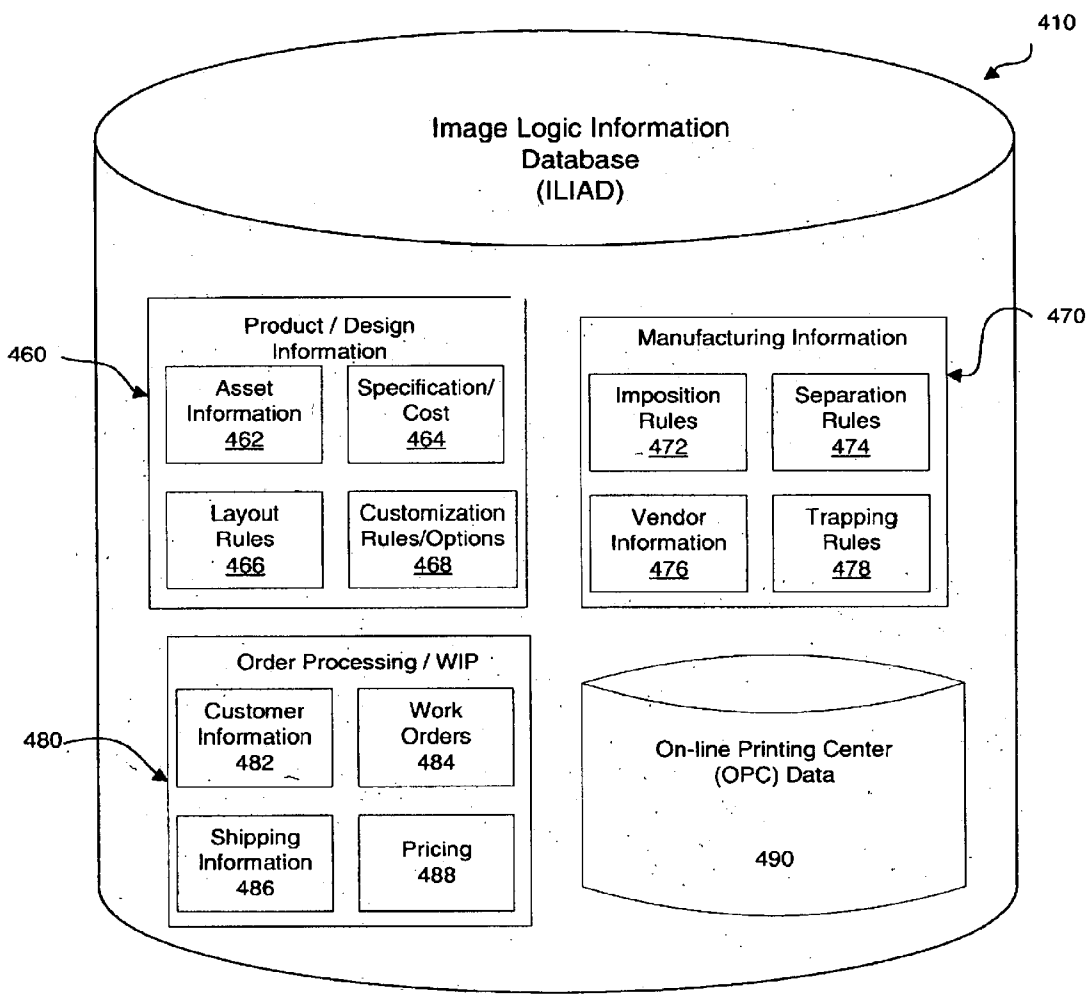 410
Image Logic Information
Database
(ILIAD)
460
Product / Design
Information
Asset
Information
462
Specification/
Cost
464
Layout
Rules
466
Customization
Rules/Options
468
470
Manufacturing Information
Imposition
Rules
472
Separation
Rules
474
Vendor
Information
476
Trapping
Rules
478
480
Order Processing / WIP
Customer
Information
482
Work
Orders
484
Shipping
Information
486
Pricing
488
On-line Printing Center
(OPC) Data
490